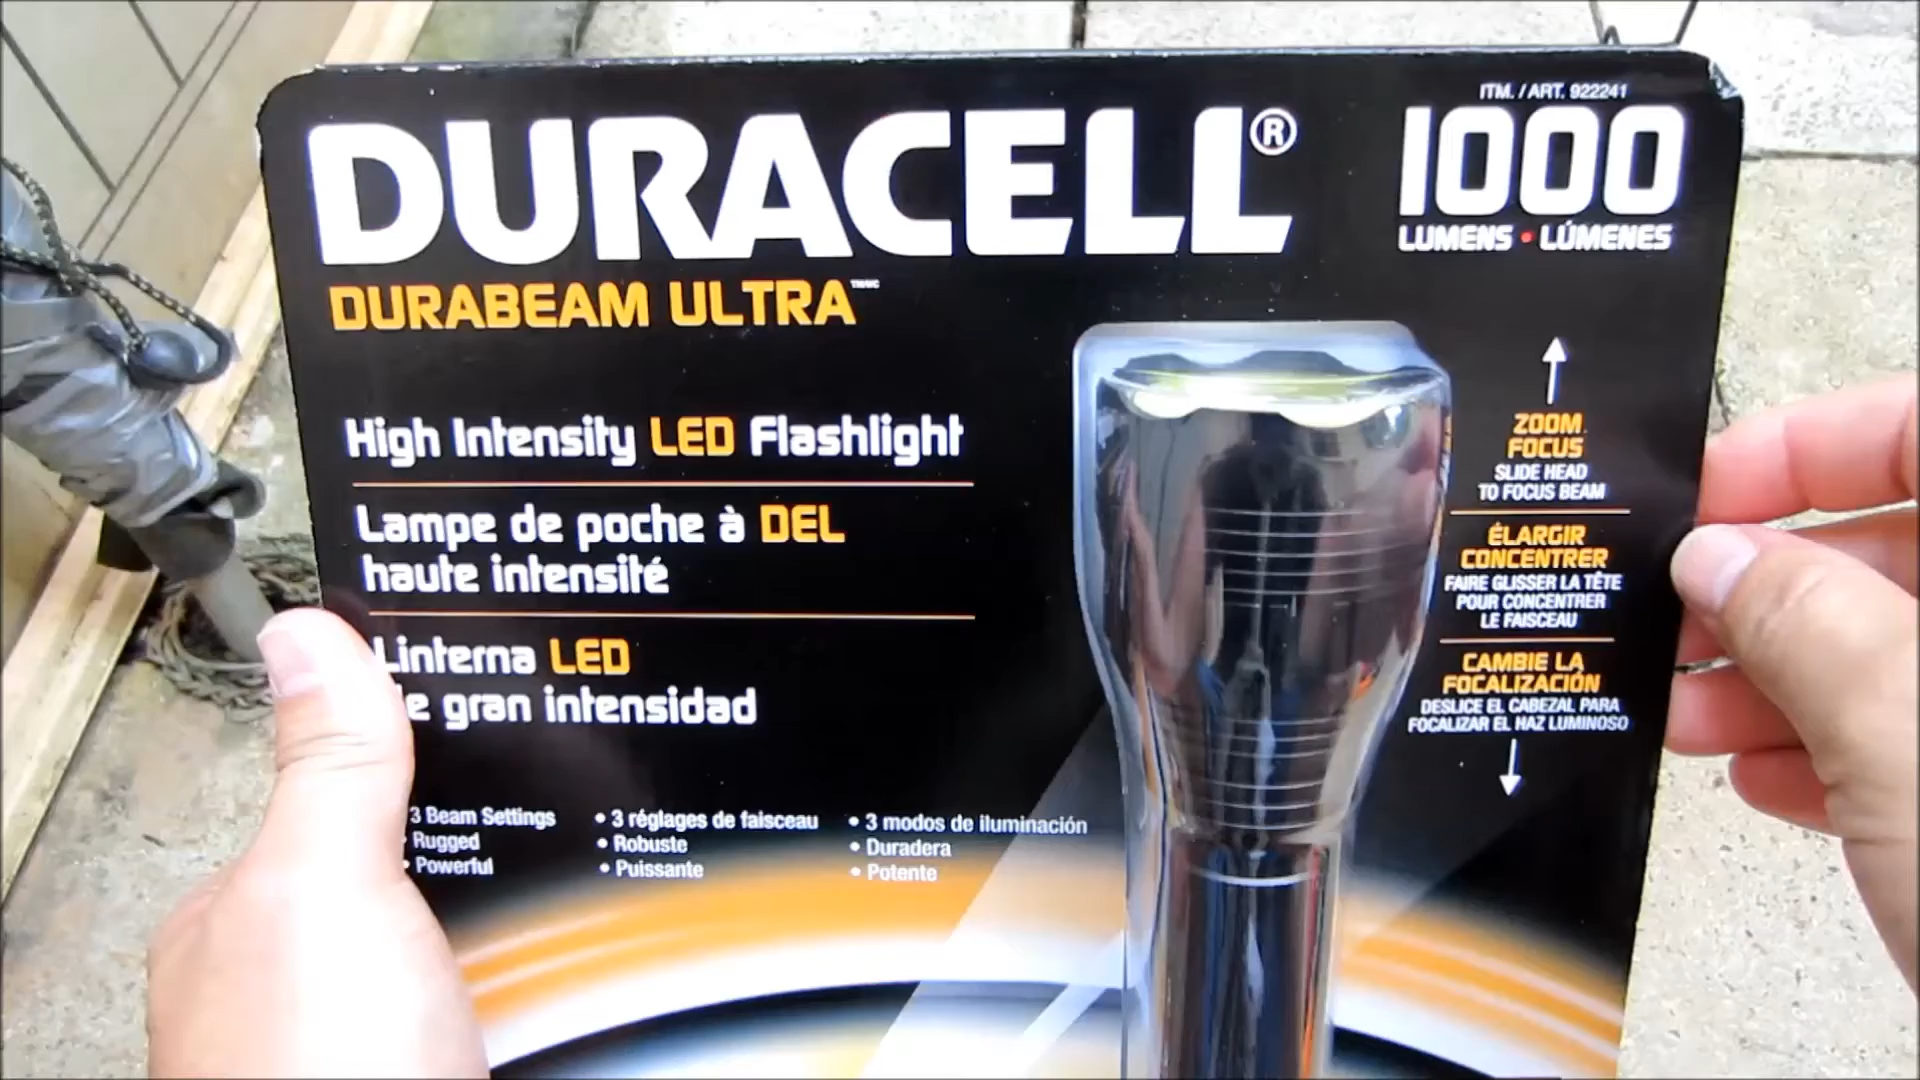 ITM. / ART. 922241
DURACELL®
1000
LUMENS • LÚMENES
DURABEAM ULTRA
High Intensity LED Flashlight
Lampe de poche à DEL
haute intensité
Linterna LED
de gran intensidad
ZOOM
FOCUS
SLIDE HEAD
TO FOCUS BEAM
ÉLARGIR
CONCENTRER
FAIRE GLISSER LA TÊTE
POUR CONCENTRER
LE FAISCEAU
CAMBIE LA
FOCALIZACIÓN
DESLICE EL CABEZAL PARA
FOCALIZAR EL HAZ LUMINOSO
• 3 Beam Settings
• Rugged
• Powerful
• 3 réglages de faisceau
• Robuste
• Puissante
• 3 modos de iluminación
• Duradera
• Potente